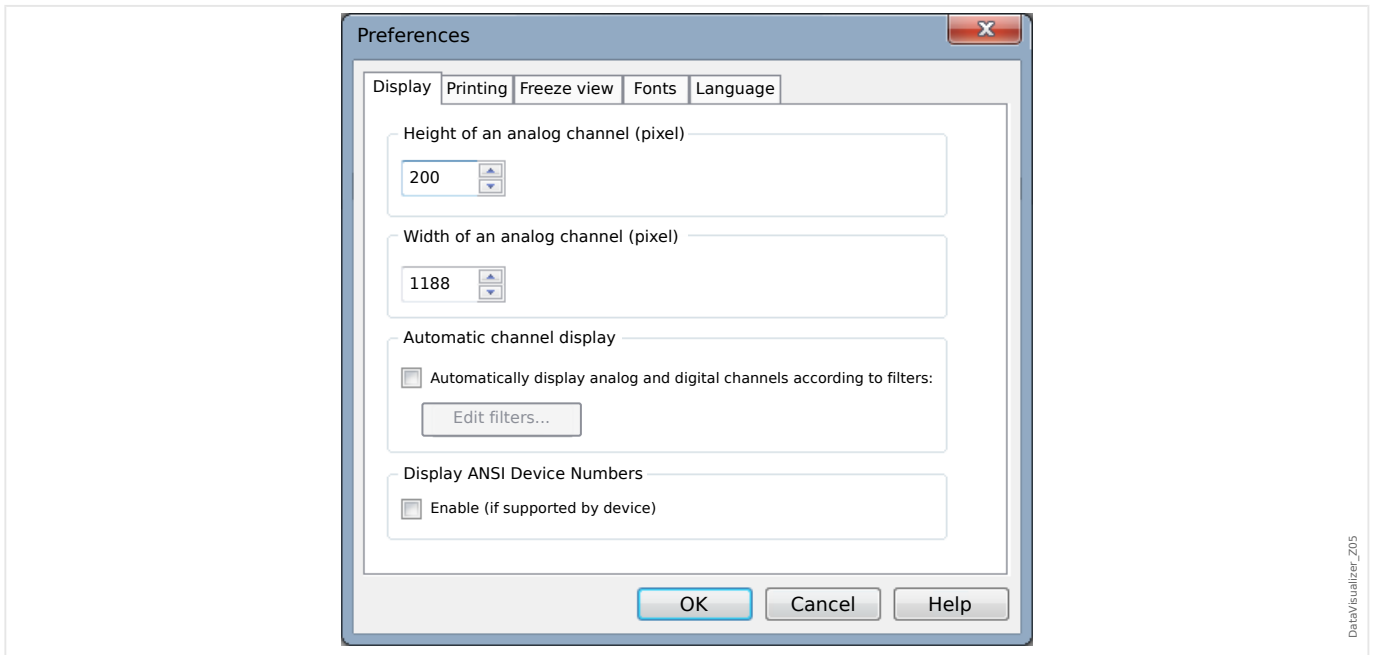 Preferences
Display Printing Freeze view Fonts Language
Height of an analog channel (pixel)
200
Width of an analog channel (pixel)
1188
Automatic channel display
Automatically display analog and digital channels according to filters:
Edit filters...
Display ANSI Device Numbers
Enable (if supported by device)
OK Cancel Help
DataVisualizer_Z05